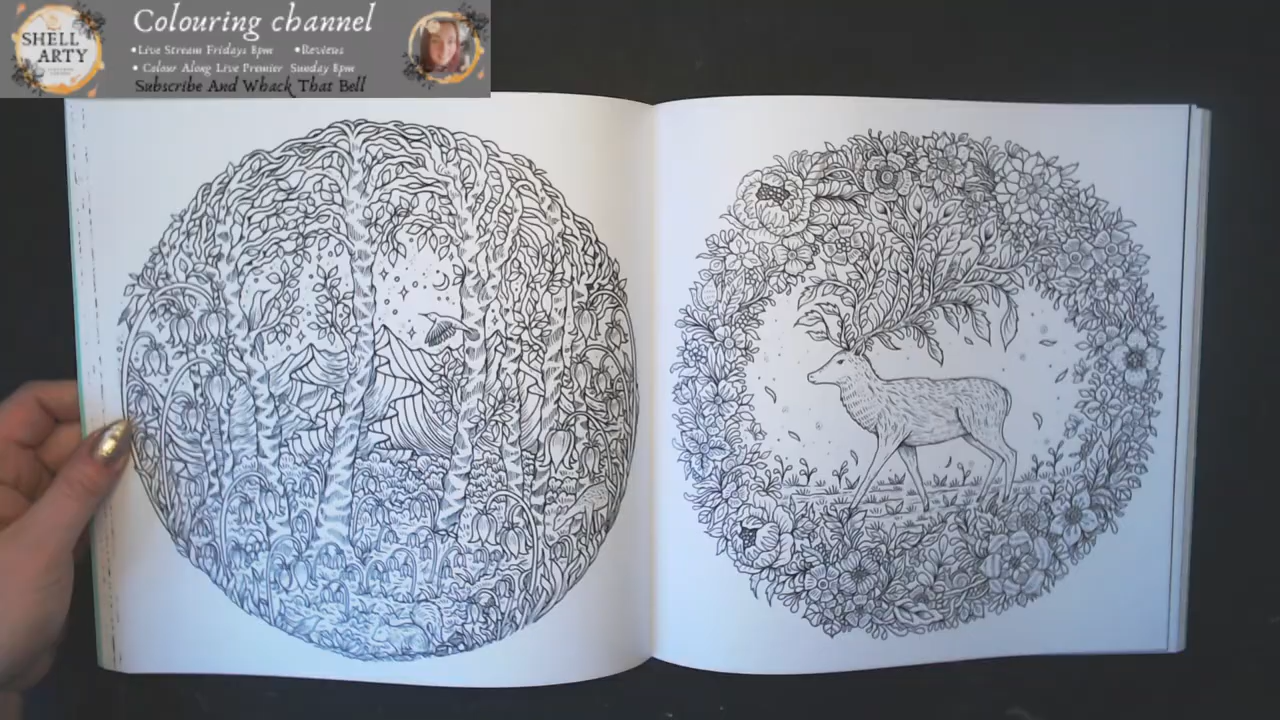 SHELL
ARTY
Colouring channel
•Live Stream Fridays 8pm •Reviews
• Colour Along Live Premier Sunday 8pm
Subscribe And Whack That Bell